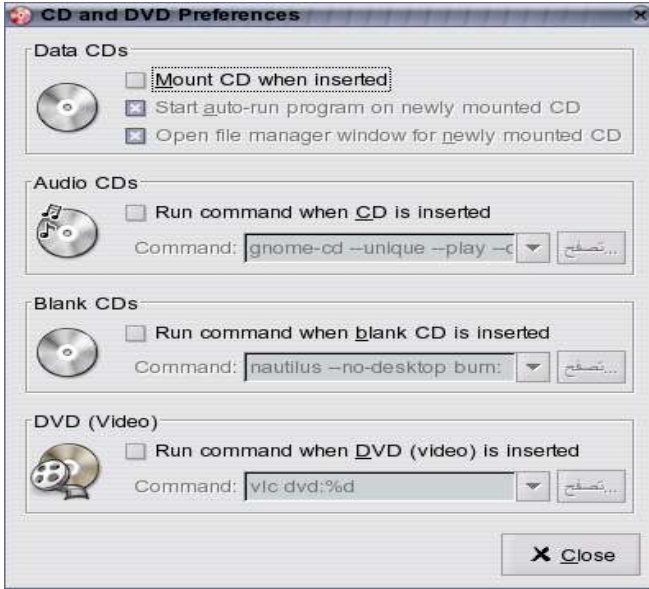 CD and DVD Preferences
Data CDs
Mount CD when inserted
Start auto-run program on newly mounted CD
Open file manager window for newly mounted CD
Audio CDs
Run command when CD is inserted
Command: gnome-cd --unique --play --c تصفح...
Blank CDs
Run command when blank CD is inserted
Command: nautilus --no-desktop burn: تصفح...
DVD (Video)
Run command when DVD (video) is inserted
Command: vlc dvd:%d تصفح...
Close